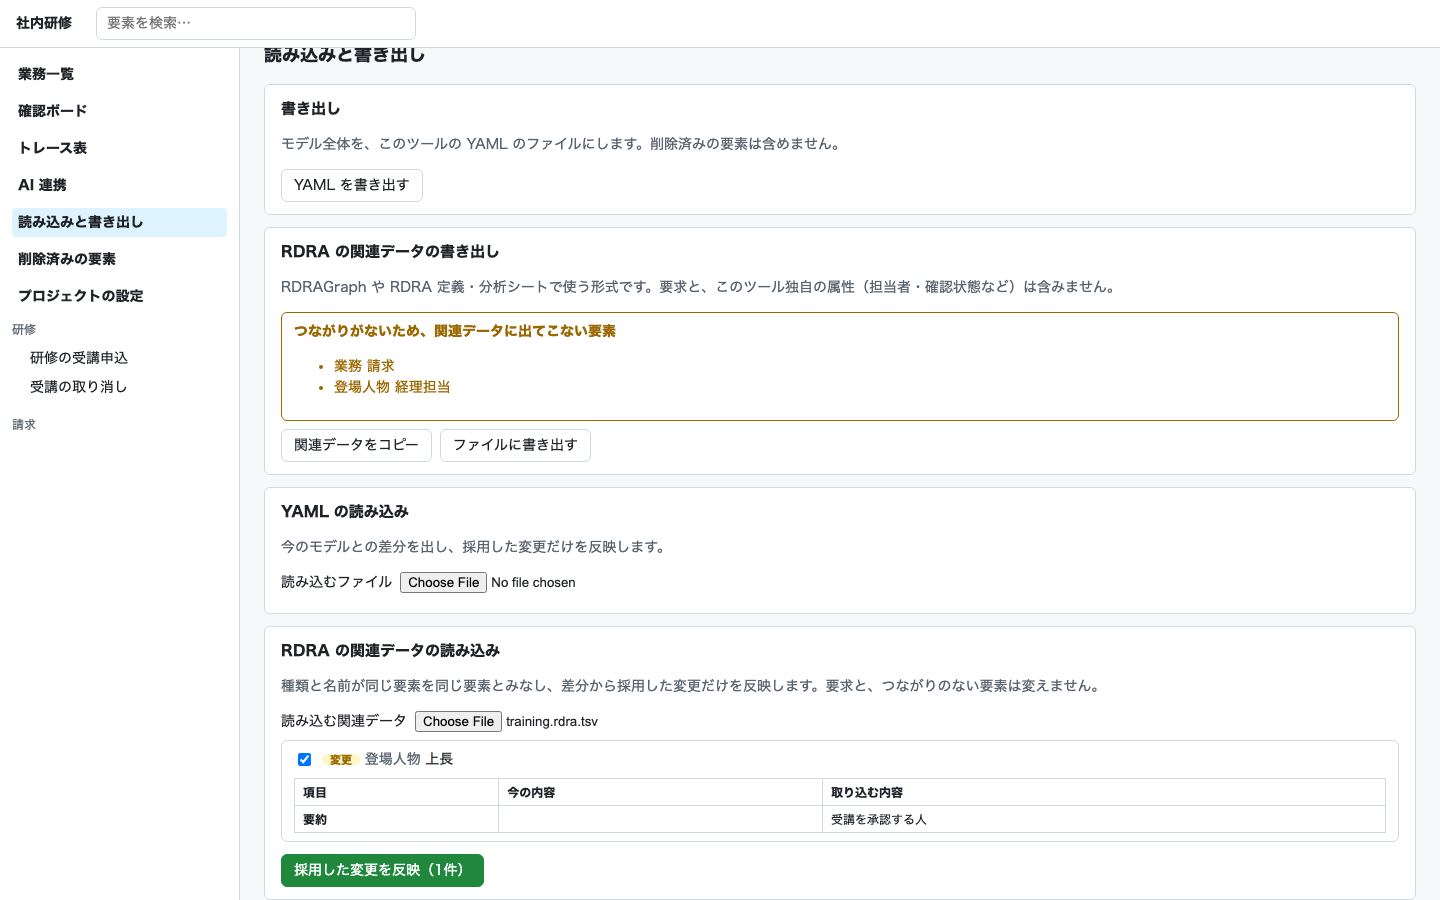 社内研修
要素を検索…
業務一覧
確認ボード
トレース表
AI 連携
読み込みと書き出し
削除済みの要素
プロジェクトの設定
研修
研修の受講申込
受講の取り消し
請求
読み込みと書き出し
書き出し
モデル全体を、このツールの YAML のファイルにします。削除済みの要素は含めません。
YAML を書き出す
RDRA の関連データの書き出し
RDRAGraph や RDRA 定義・分析シートで使う形式です。要求と、このツール独自の属性（担当者・確認状態など）は含みません。
つながりがないため、関連データに出てこない要素
• 業務 請求
• 登場人物 経理担当
関連データをコピー ファイルに書き出す
YAML の読み込み
今のモデルとの差分を出し、採用した変更だけを反映します。
読み込むファイル Choose File No file chosen
RDRA の関連データの読み込み
種類と名前が同じ要素を同じ要素とみなし、差分から採用した変更だけを反映します。要求と、つながりのない要素は変えません。
読み込む関連データ Choose File training.rdra.tsv
変更 登場人物 上長
項目 今の内容 取り込む内容
要約 受講を承認する人
採用した変更を反映（1件）